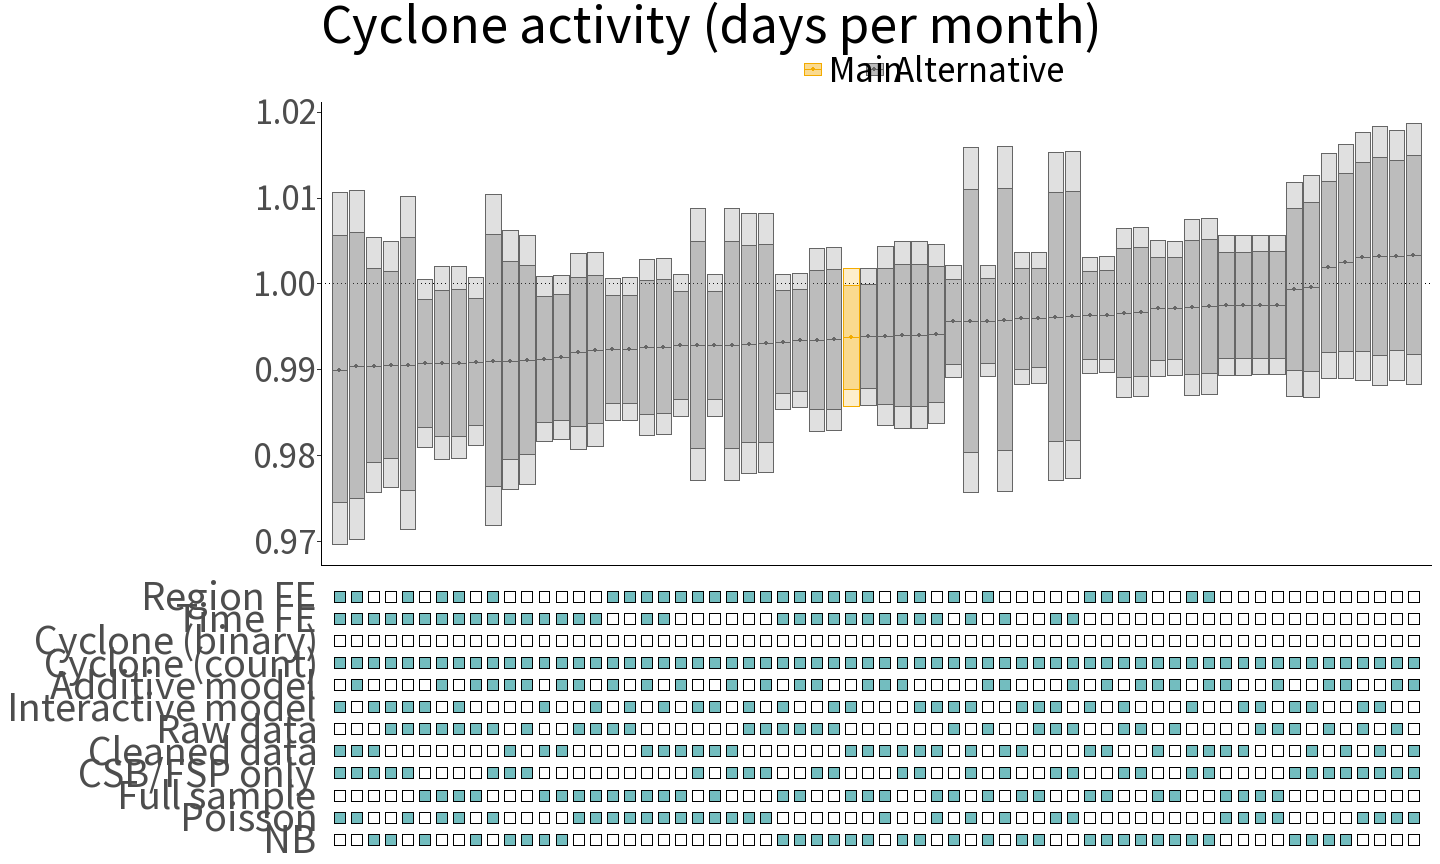 Cyclone activity (days per month)
Main Alternative
1.02
1.01
1.00
0.99
0.98
0.97
Region FE
Time FE
Cyclone (binary)
Cyclone (count)
Additive model
Interactive model
Raw data
Cleaned data
CSB/FSP only
Full sample
Poisson
NB